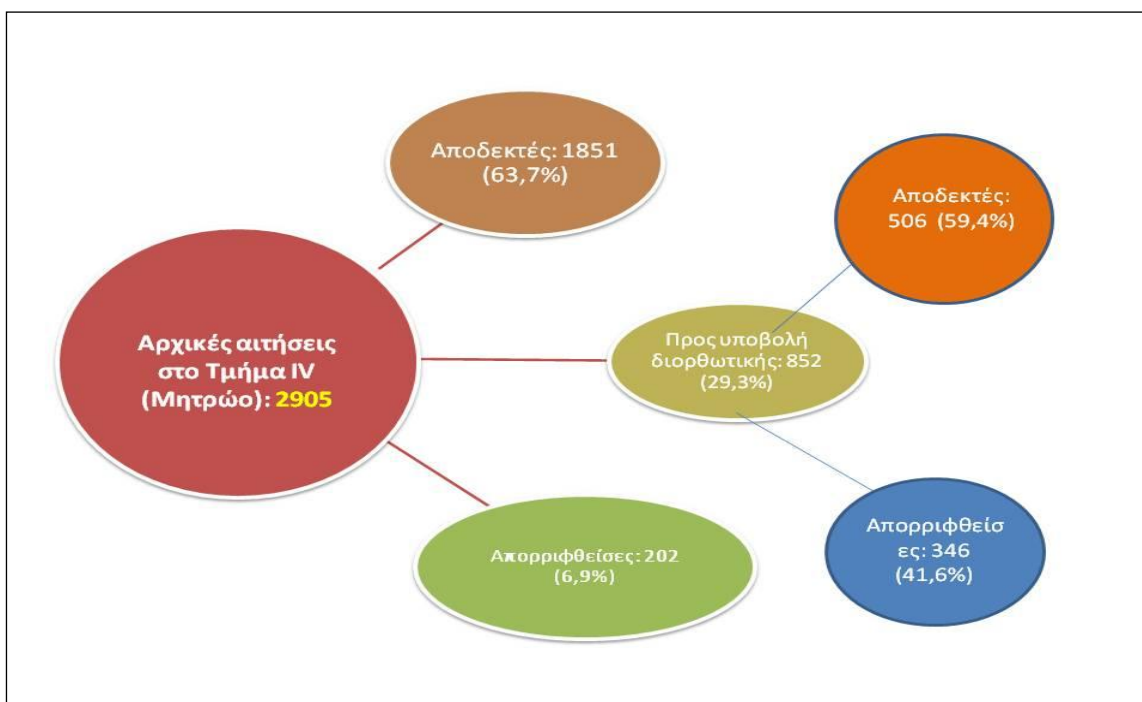 Αποδεκτές: 1851
(63,7%)
Αποδεκτές:
506 (59,4%)
Αρχικές αιτήσεις
στο Τμήμα IV
(Μητρώο): 2905
Προς υποβολή
διορθωτικής: 852
(29,3%)
Απορριφθείσες: 202
(6,9%)
Απορριφθείσ
ες: 346
(41,6%)